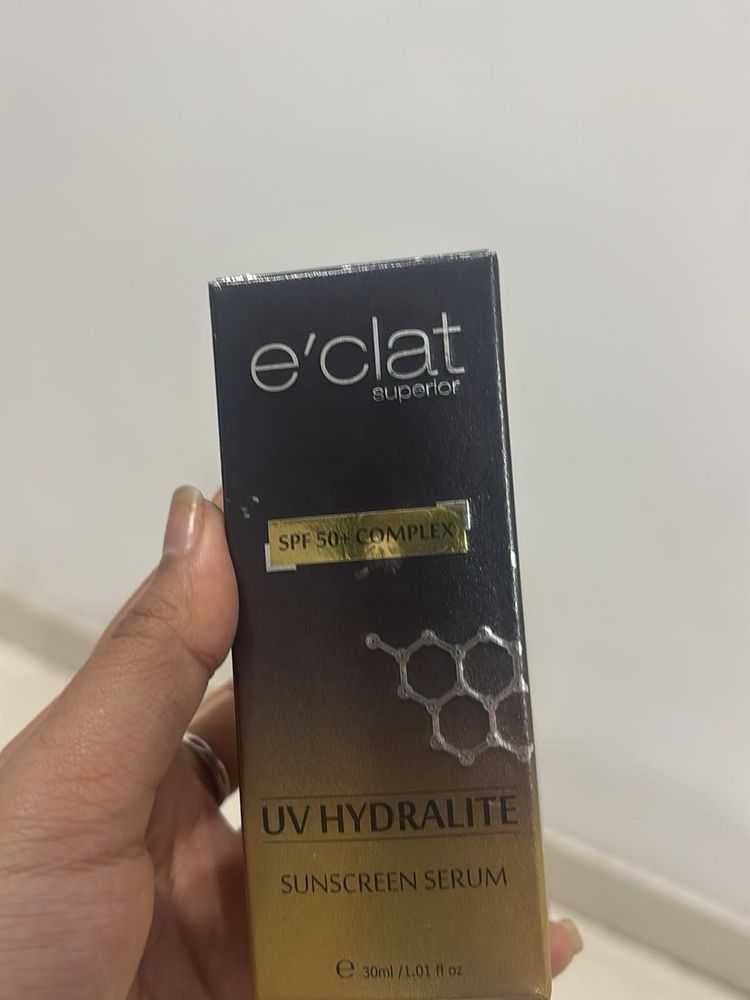 e'clat
superior
SPF 50+ COMPLEX
UV HYDRALITE
SUNSCREEN SERUM
℮ 30ml /1.01 fl oz